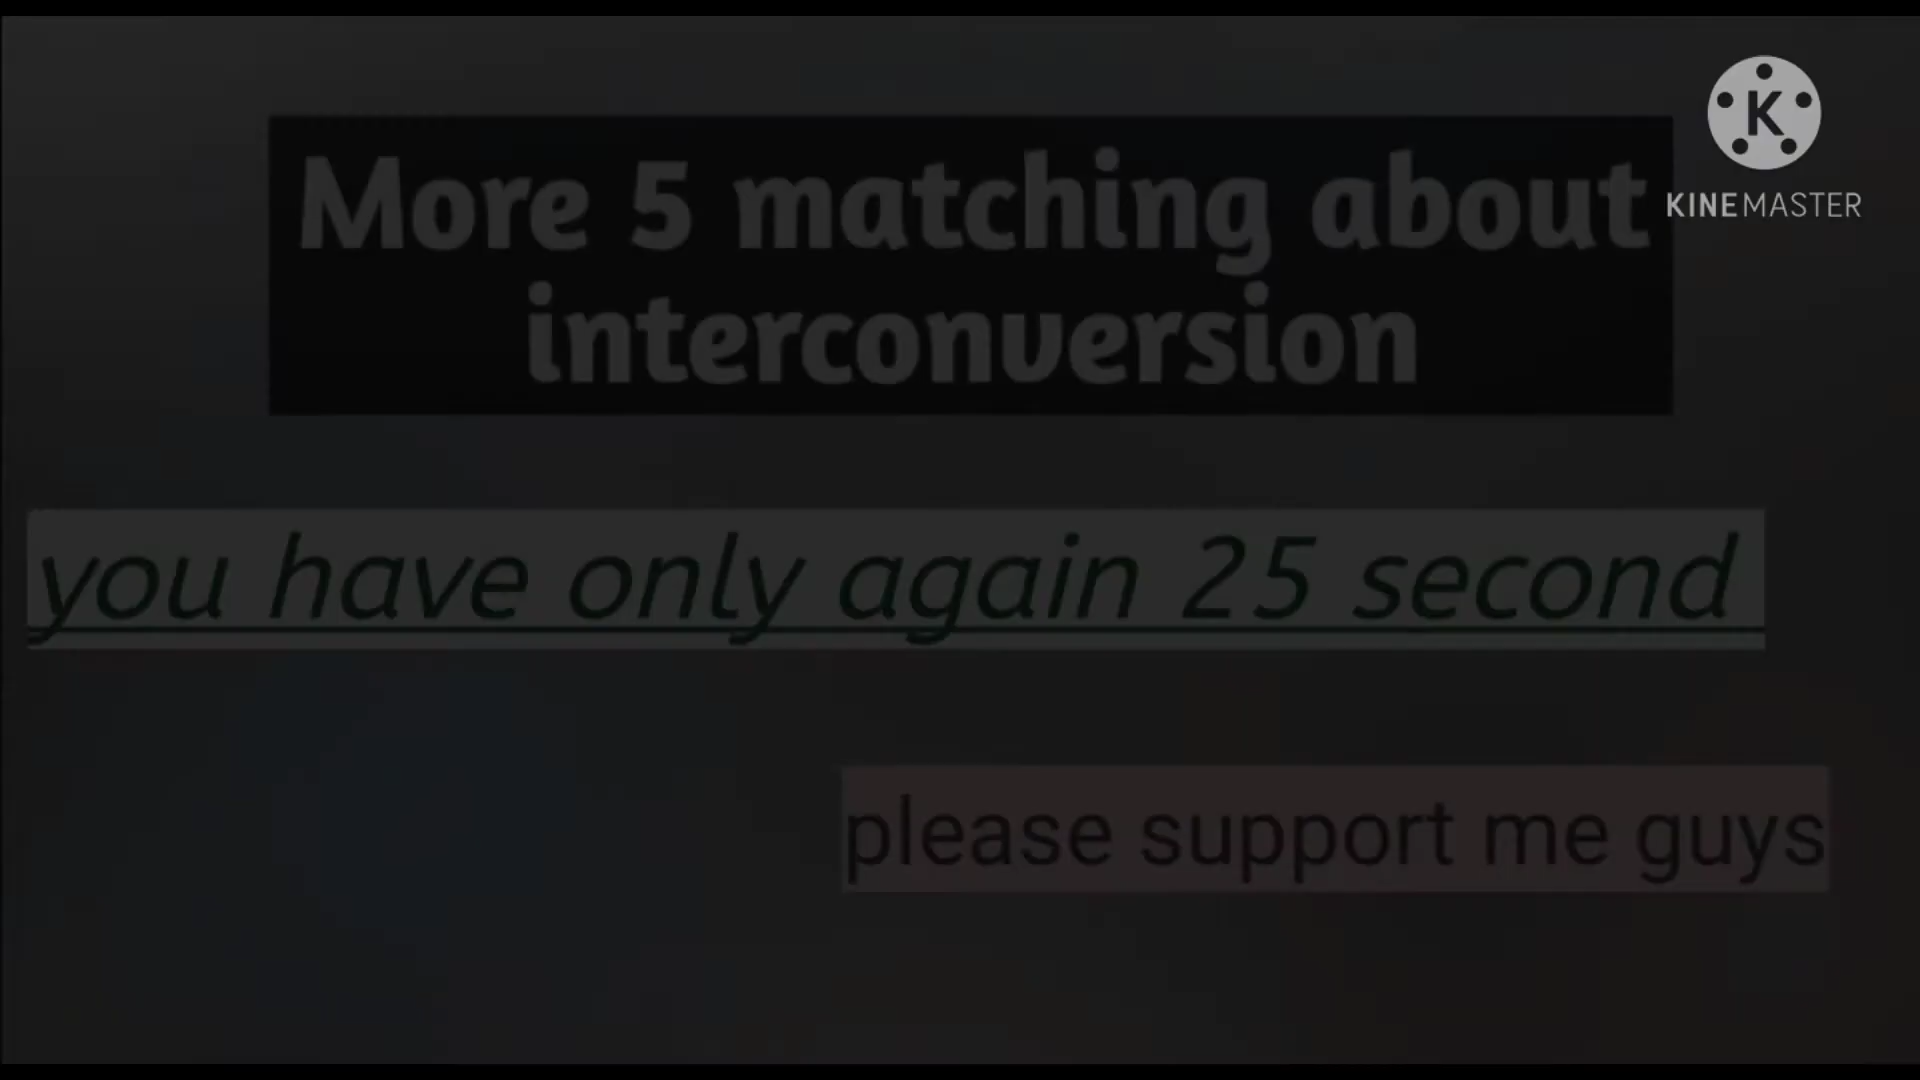 K
KINEMASTER
More 5 matching about
interconversion
you have only again 25 second
please support me guys